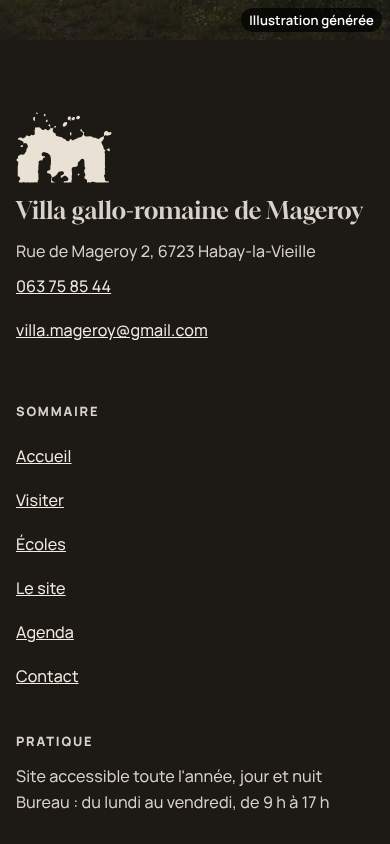 Illustration générée
m
Villa gallo-romaine de Mageroy
Rue de Mageroy 2, 6723 Habay-la-Vieille
063 75 85 44
villa.mageroy@gmail.com
SOMMAIRE
Accueil
Visiter
Écoles
Le site
Agenda
Contact
PRATIQUE
Site accessible toute l'année, jour et nuit
Bureau : du lundi au vendredi, de 9 h à 17 h